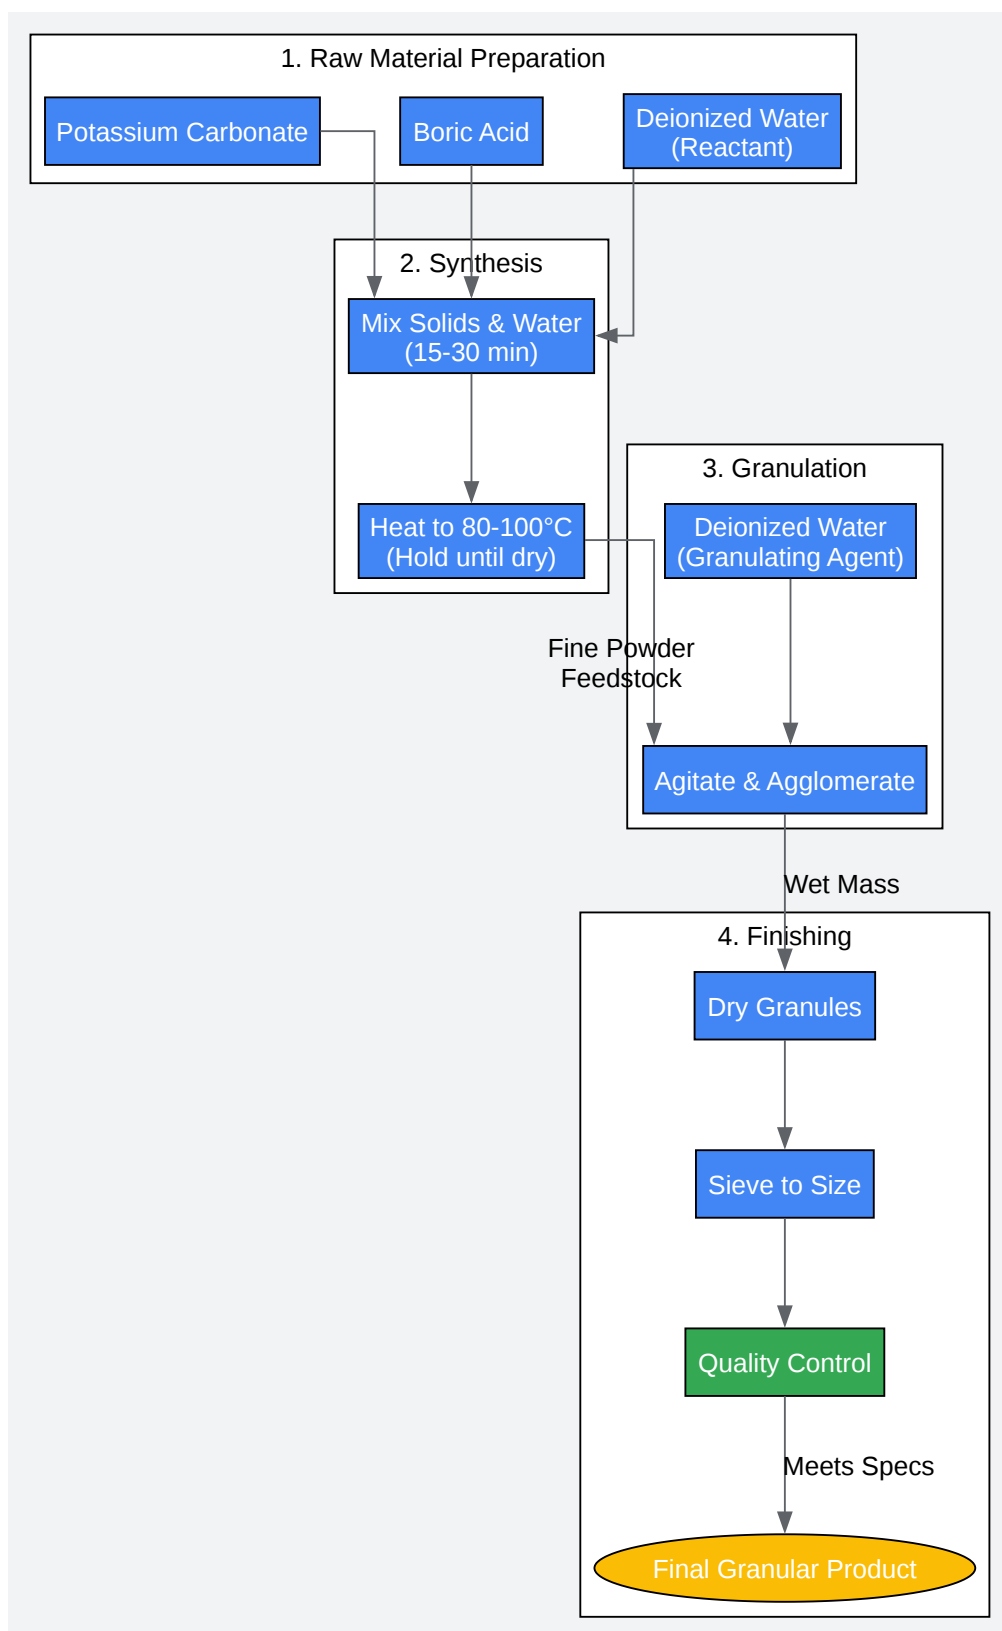 1. Raw Material Preparation
Potassium Carbonate
Boric Acid
Deionized Water
(Reactant)
2. Synthesis
Mix Solids & Water
(15-30 min)
Heat to 80-100°C
(Hold until dry)
3. Granulation
Deionized Water
(Granulating Agent)
Fine Powder
Feedstock
Agitate & Agglomerate
Wet Mass
4. Finishing
Dry Granules
Sieve to Size
Quality Control
Meets Specs
Final Granular Product